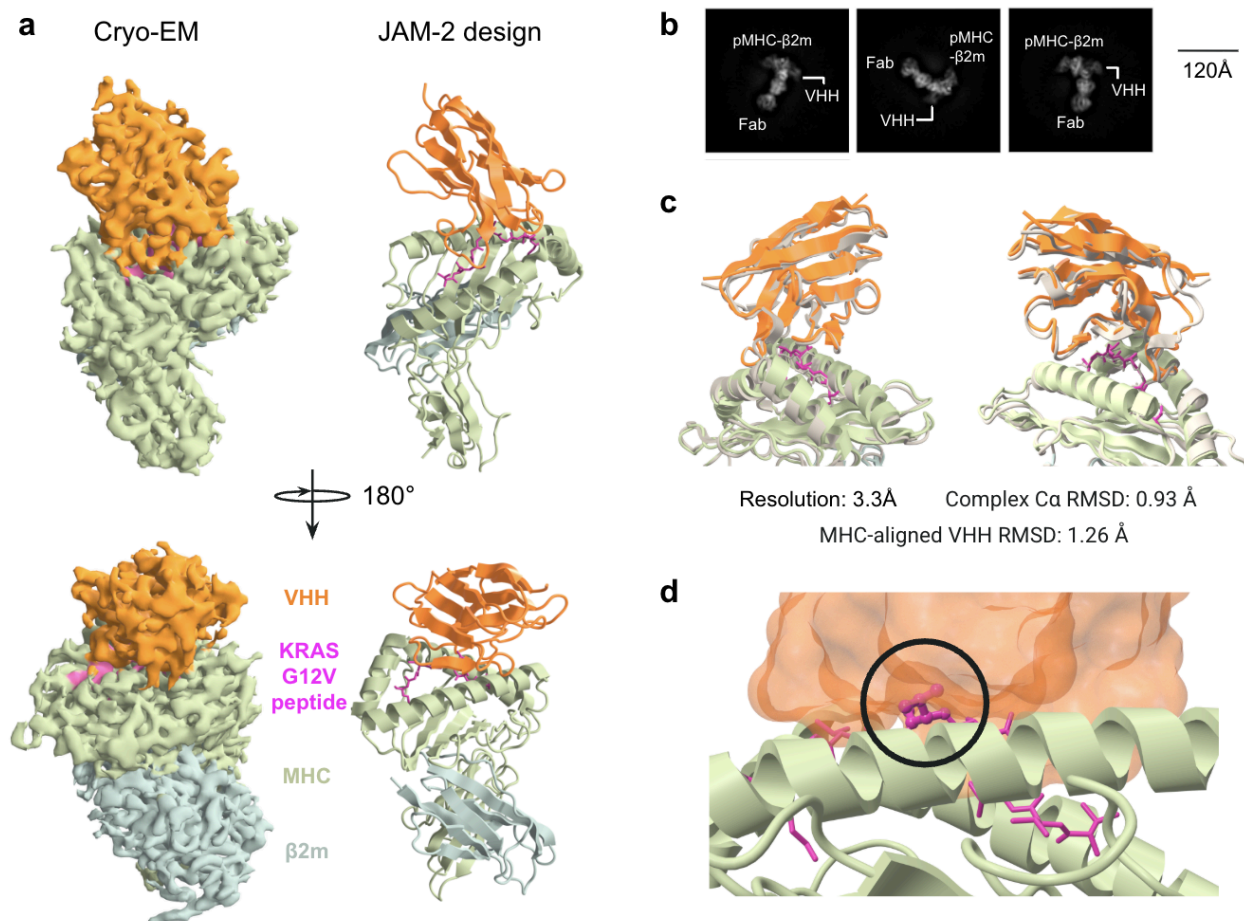 a
Cryo-EM
JAM-2 design
180°
VHH
KRAS
G12V
peptide
MHC
β2m
b
pMHC-β2m
VHH
Fab
Fab
pMHC
-β2m
VHH
pMHC-β2m
VHH
Fab
120Å
c
Resolution: 3.3Å
Complex Cα RMSD: 0.93 Å
MHC-aligned VHH RMSD: 1.26 Å
d